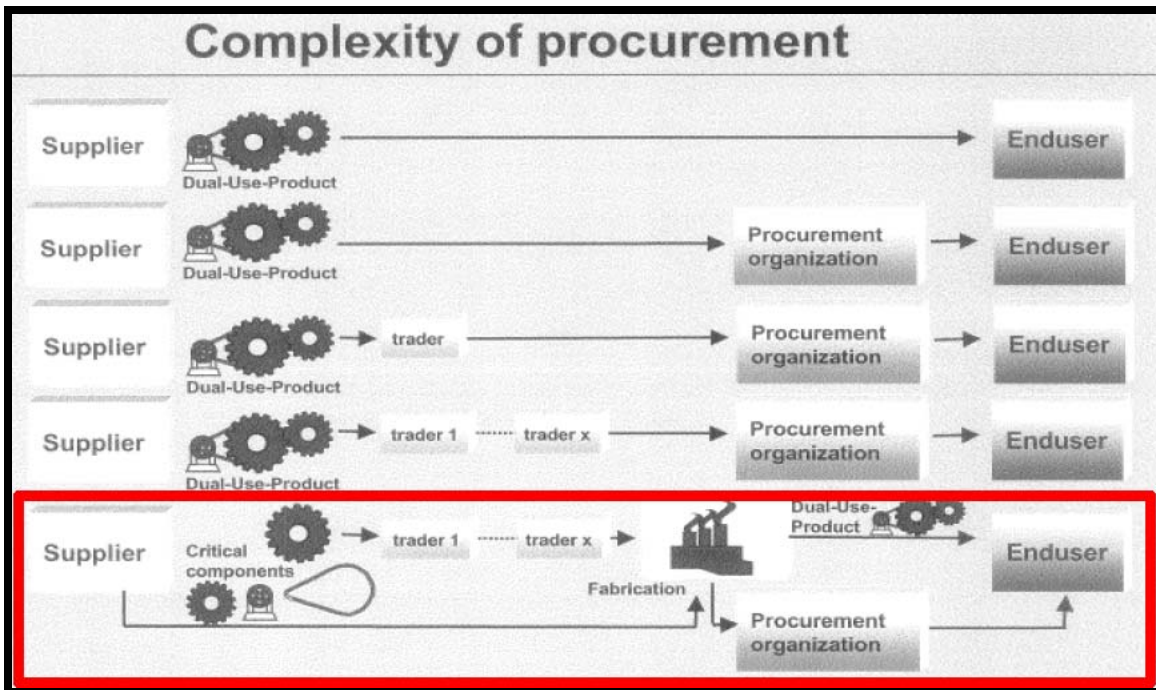 Complexity of procurement
Supplier
Dual-Use-Product
Enduser
Supplier
Dual-Use-Product
Procurement
organization
Enduser
Supplier
Dual-Use-Product
trader
Procurement
organization
Enduser
Supplier
Dual-Use-Product
trader 1
trader x
Procurement
organization
Enduser
Supplier
Critical
components
trader 1
trader x
Fabrication
Dual-Use-
Product
Procurement
organization
Enduser